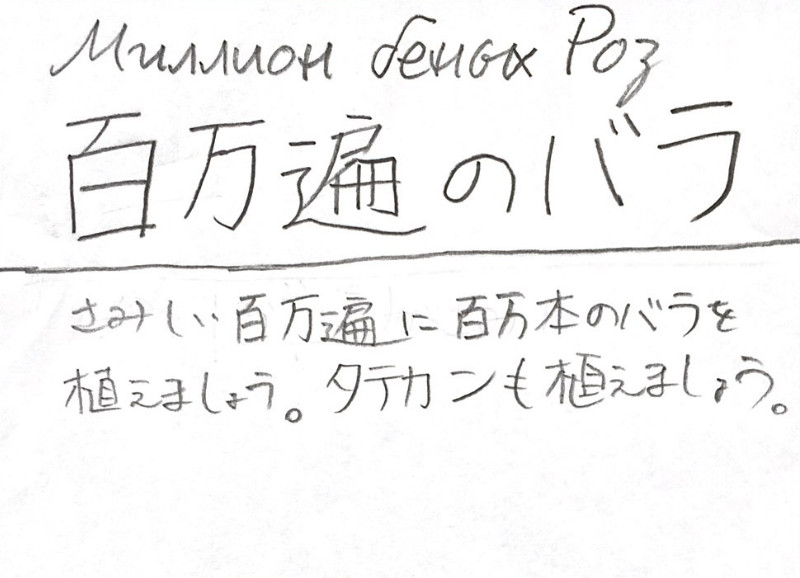 Миллион беных Роз
百万遍のバラ
さみしい百万遍に百万本のバラを
植えましょう。タテカンも植えましょう。